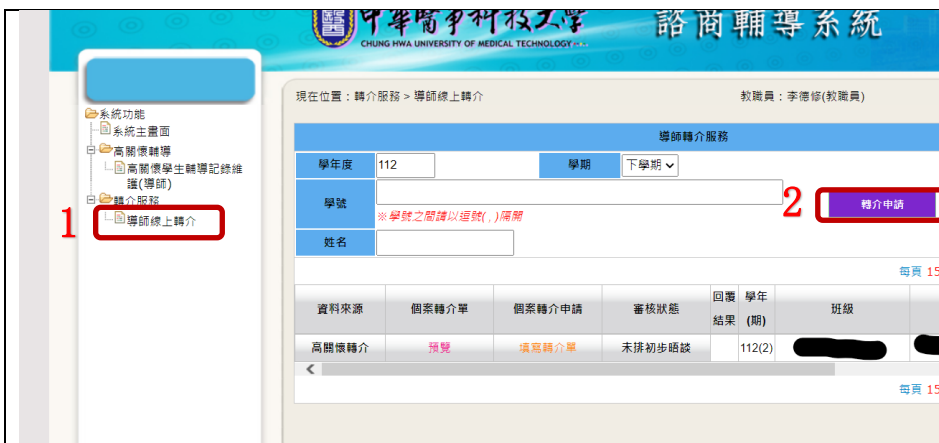 中華醫事科技大學
CHUNG HWA UNIVERSITY OF MEDICAL TECHNOLOGY
諮商輔導系統
現在位置：轉介服務 > 導師線上轉介
教職員：李德修(教職員)
系統功能
系統主畫面
高關懷輔導
高關懷學生輔導記錄維
護(導師)
轉介服務
1
導師線上轉介
導師轉介服務
學年度 112 學期 下學期
學號
※學號之間請以逗號( , )隔開
2
轉介申請
姓名
每頁 15
資料來源 個案轉介單 個案轉介申請 審核狀態 回覆結果 學年(期) 班級
高關懷轉介 預覽 填寫轉介單 未排初步晤談 112(2)
每頁 15